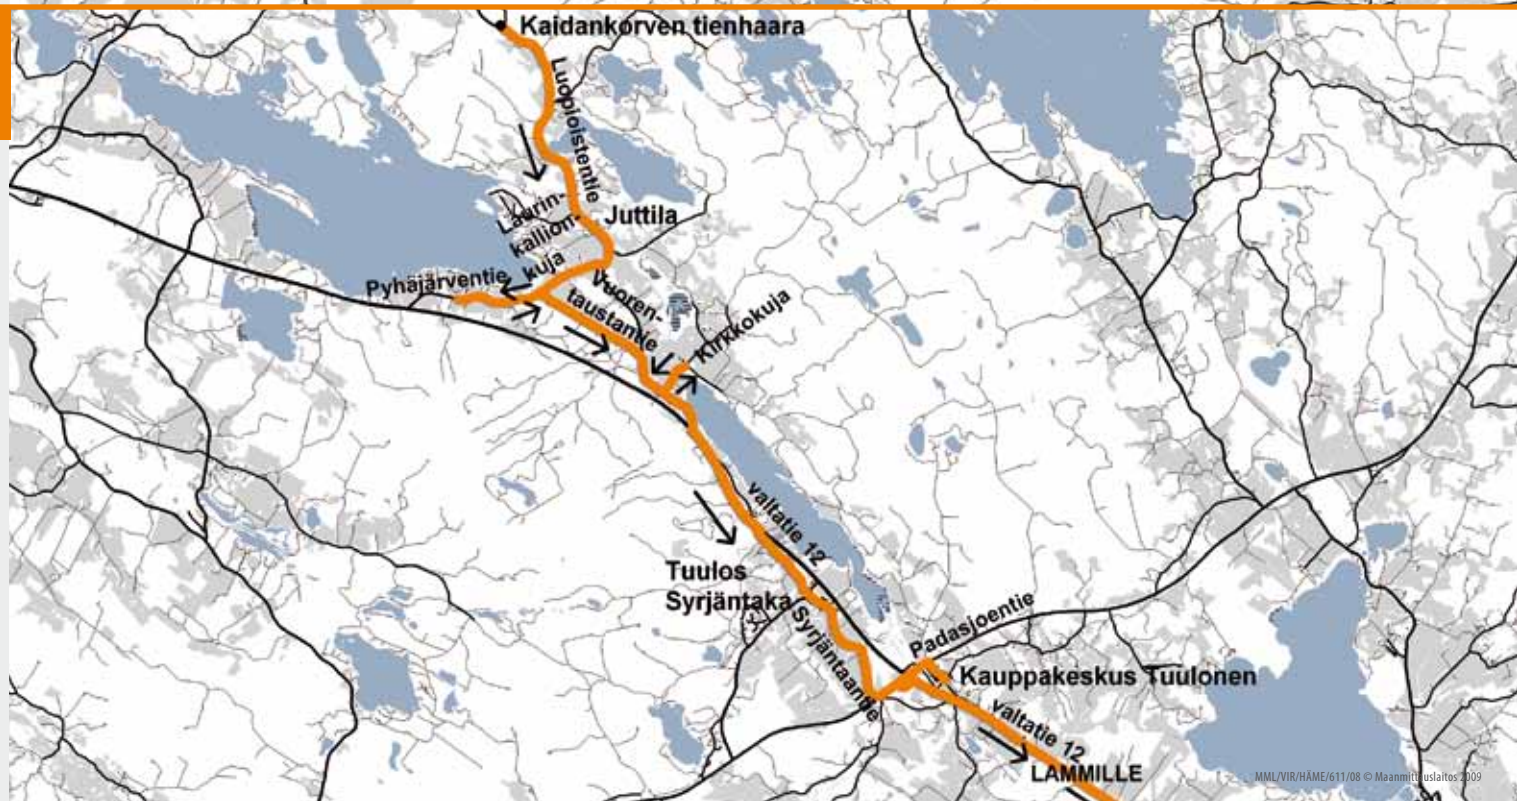 Kaidankorven tienhaara
Luopioistentie
Juttila
Laurin-
kallion-
kuja
Pyhäjärventie
Vuoren-
taustantie
Kirkkokuja
valtatie 12
Tuulos
Syrjäntaka
Syrjäntaantie
Padasjoentie
Kauppakeskus Tuulonen
valtatie 12
LAMMILLE
MML/VIR/HÄME/611/08 © Maanmittauslaitos 2009